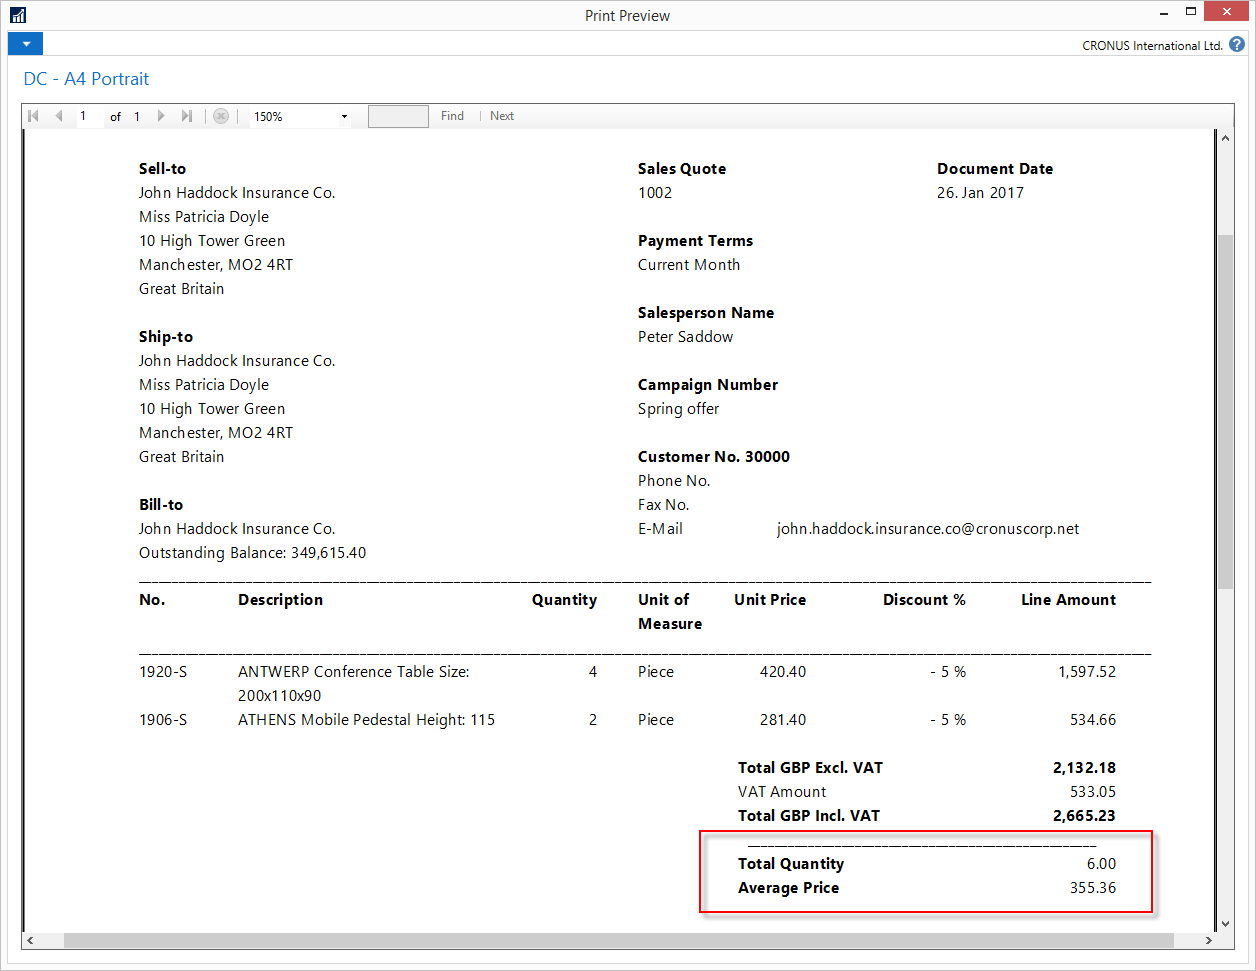 Print Preview
CRONUS International Ltd. ?
DC - A4 Portrait
1 of 1 150% Find Next
Sell-to
John Haddock Insurance Co.
Miss Patricia Doyle
10 High Tower Green
Manchester, MO2 4RT
Great Britain
Ship-to
John Haddock Insurance Co.
Miss Patricia Doyle
10 High Tower Green
Manchester, MO2 4RT
Great Britain
Bill-to
John Haddock Insurance Co.
Outstanding Balance: 349,615.40
Sales Quote
1002
Payment Terms
Current Month
Salesperson Name
Peter Saddow
Campaign Number
Spring offer
Customer No. 30000
Phone No.
Fax No.
E-Mail john.haddock.insurance.co@cronuscorp.net
Document Date
26. Jan 2017
No. Description Quantity Unit of Measure Unit Price Discount % Line Amount
1920-S ANTWERP Conference Table Size: 4 Piece 420.40 - 5 % 1,597.52
200x110x90
1906-S ATHENS Mobile Pedestal Height: 115 2 Piece 281.40 - 5 % 534.66
Total GBP Excl. VAT 2,132.18
VAT Amount 533.05
Total GBP Incl. VAT 2,665.23
Total Quantity 6.00
Average Price 355.36